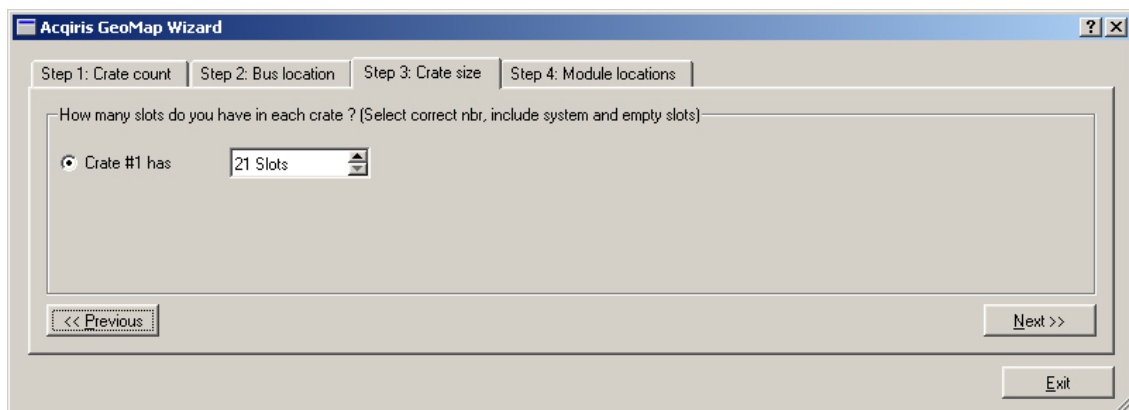 Acqiris GeoMap Wizard
Step 1: Crate count Step 2: Bus location Step 3: Crate size Step 4: Module locations
How many slots do you have in each crate ? (Select correct nbr, include system and empty slots)
Crate #1 has 21 Slots
<< Previous Next >>
Exit